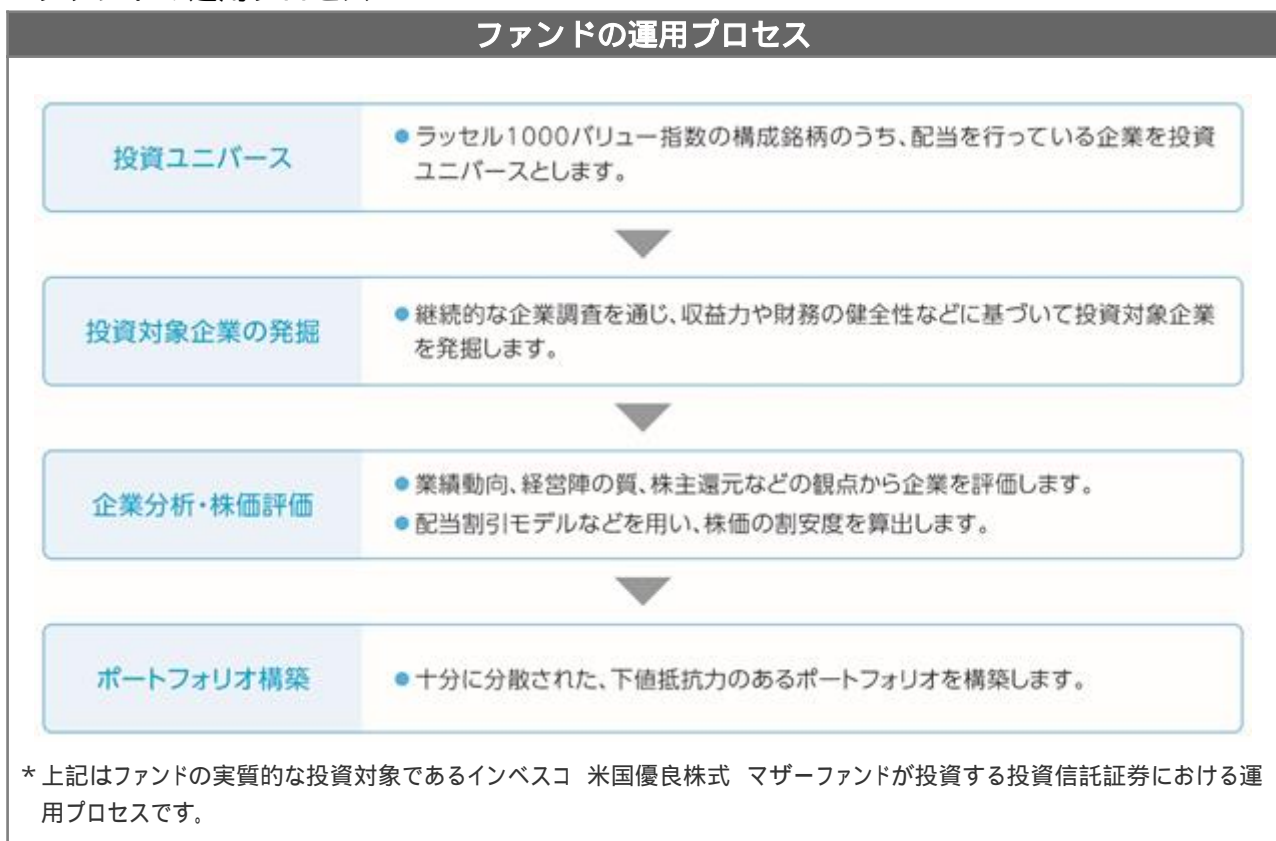 ファンドの運用プロセス
投資ユニバース
●ラッセル1000バリュー指数の構成銘柄のうち、配当を行っている企業を投資
ユニバースとします。
投資対象企業の発掘
●継続的な企業調査を通じ、収益力や財務の健全性などに基づいて投資対象企業
を発掘します。
企業分析・株価評価
●業績動向、経営陣の質、株主還元などの観点から企業を評価します。
●配当割引モデルなどを用い、株価の割安度を算出します。
ポートフォリオ構築
●十分に分散された、下値抵抗力のあるポートフォリオを構築します。
*上記はファンドの実質的な投資対象であるインベスコ 米国優良株式 マザーファンドが投資する投資信託証券における運
用プロセスです。